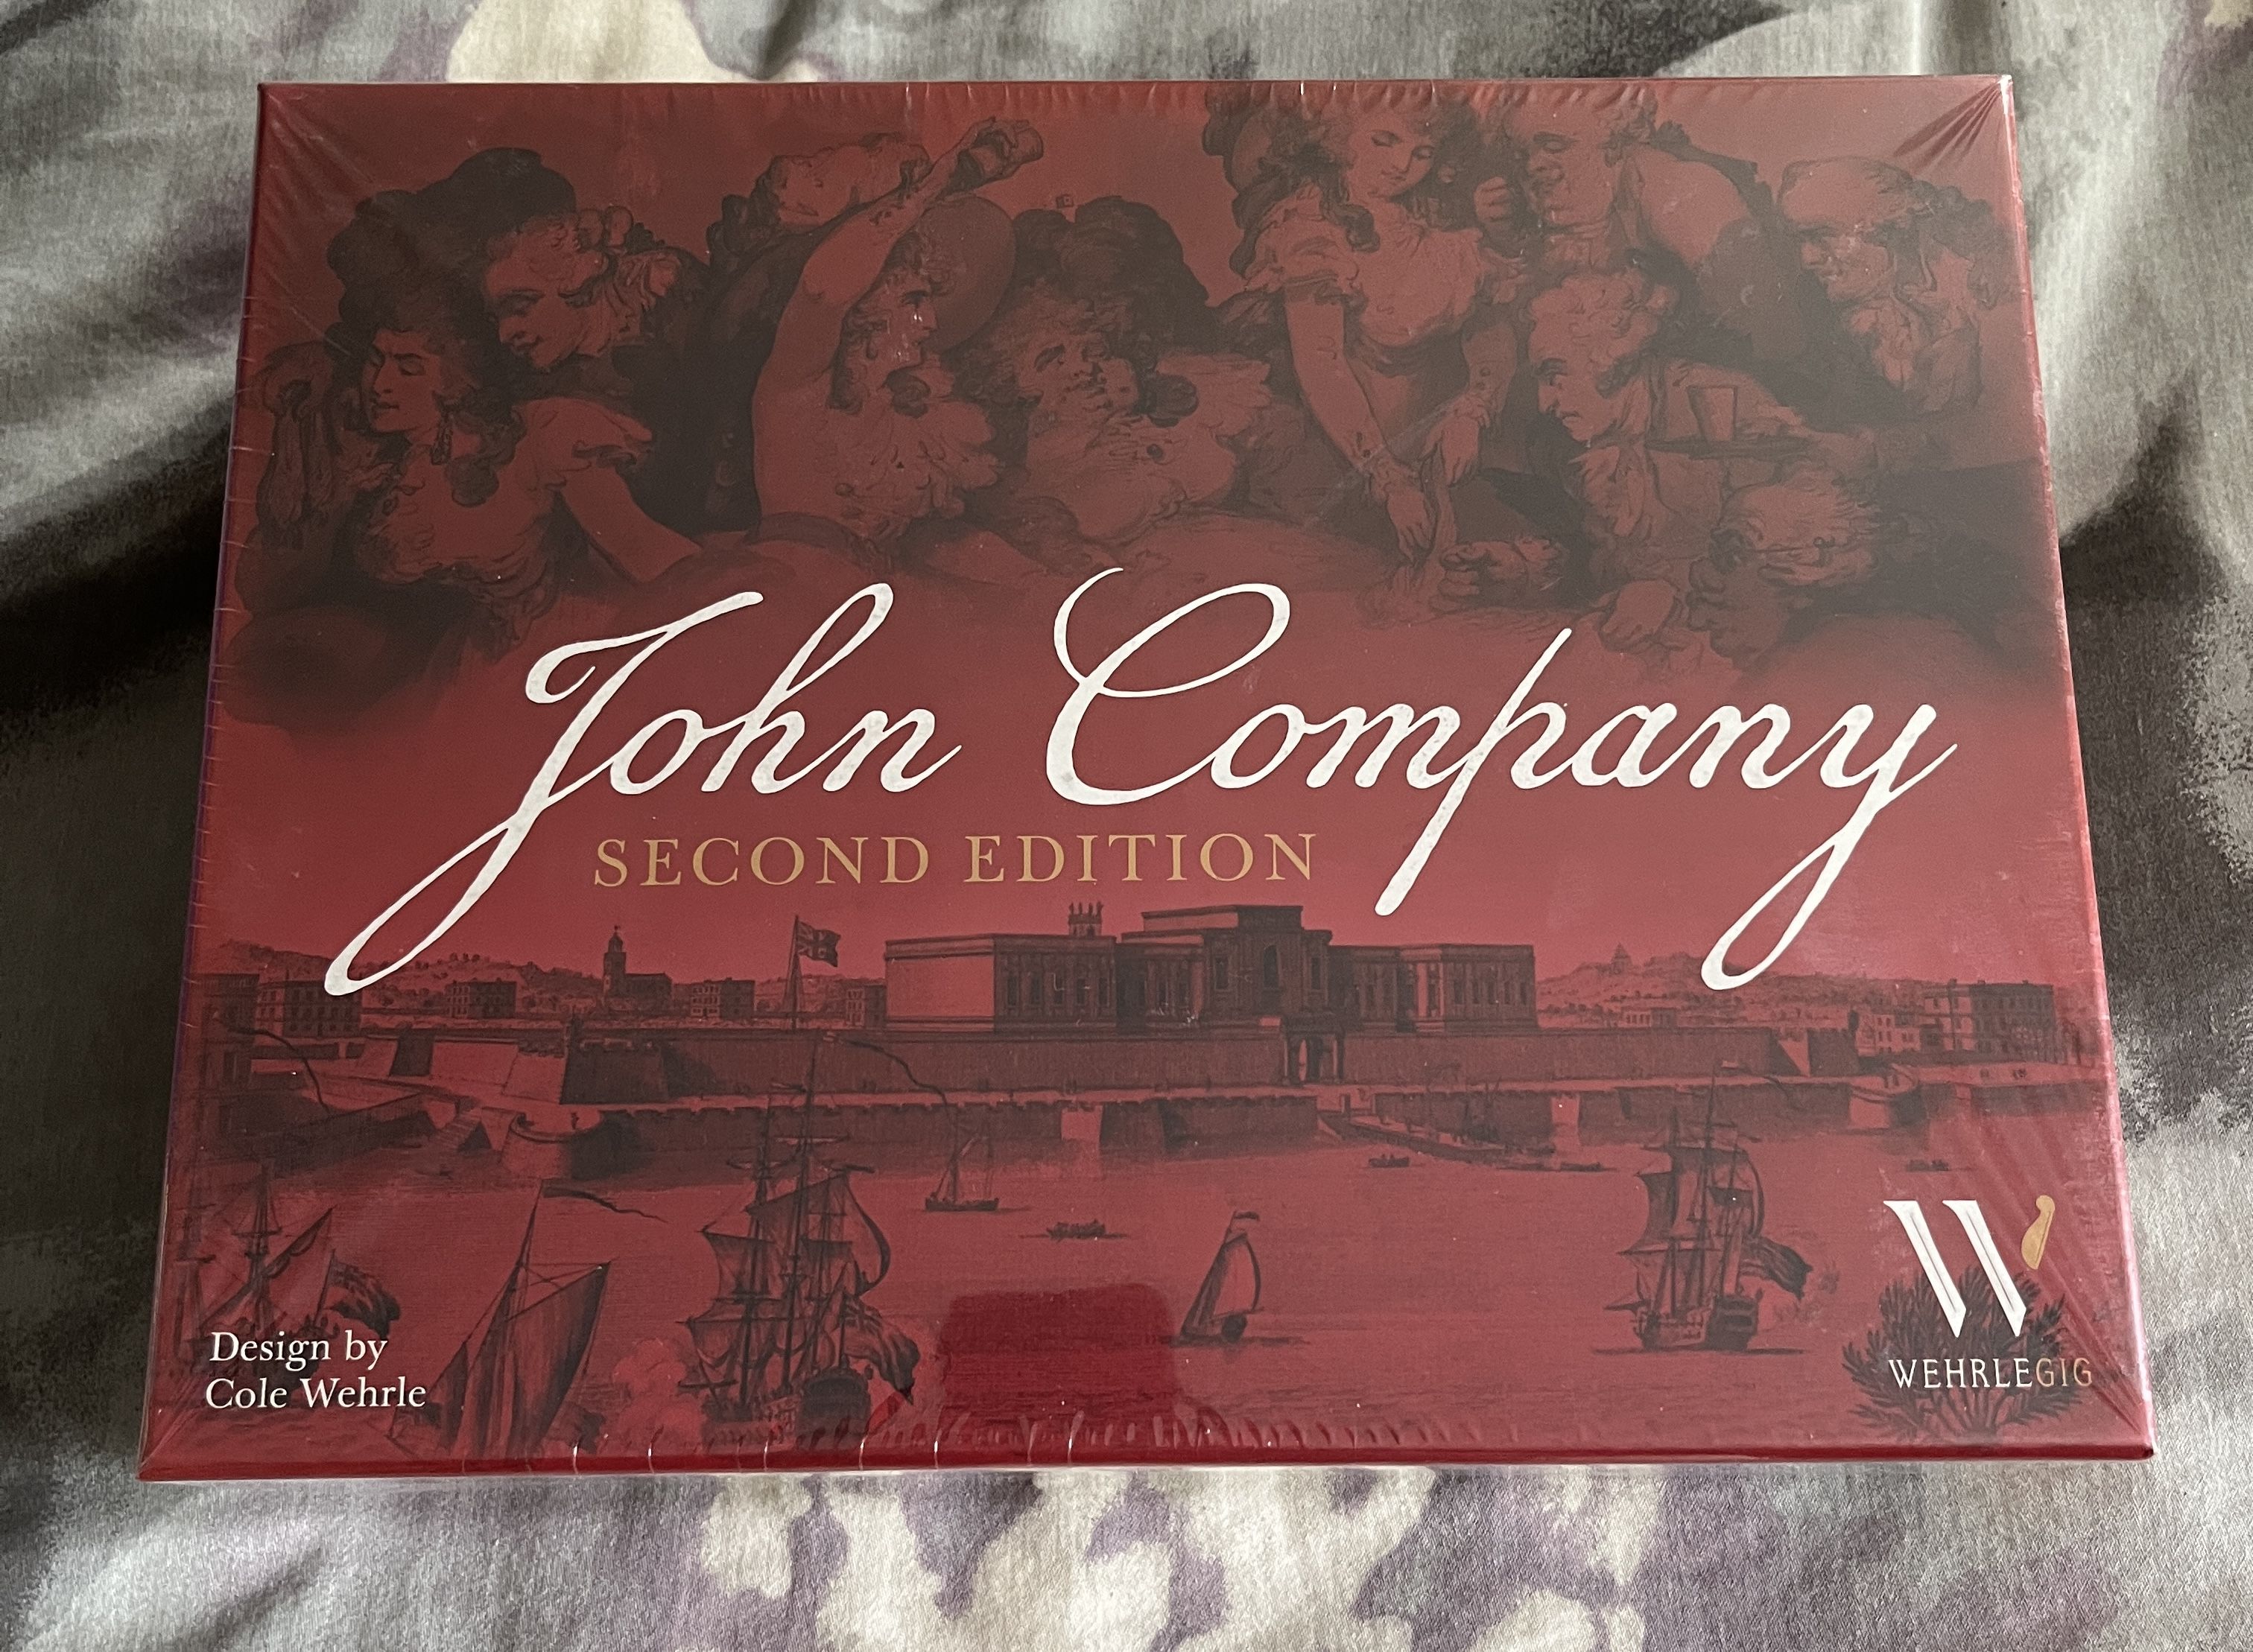 John Company
SECOND EDITION
Design by
Cole Wehrle
W
WEHRLEGIG